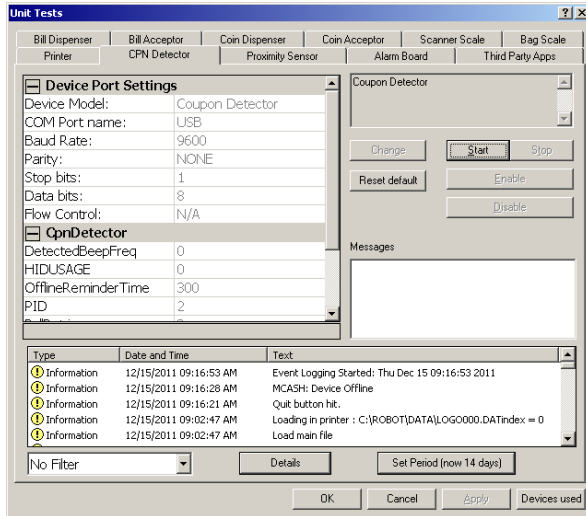 Unit Tests
Bill Dispenser Bill Acceptor Coin Dispenser Coin Acceptor Scanner Scale Bag Scale
Printer CPN Detector Proximity Sensor Alarm Board Third Party Apps
Device Port Settings
Device Model: Coupon Detector
COM Port name: USB
Baud Rate: 9600
Parity: NONE
Stop bits: 1
Data bits: 8
Flow Control: N/A
CpnDetector
DetectedBeepFreq 0
HIDUSAGE 0
OfflineReminderTime 300
PID 2
Coupon Detector
Change Start Stop
Reset default Enable
Disable
Messages
Type Date and Time Text
Information 12/15/2011 09:16:53 AM Event Logging Started: Thu Dec 15 09:16:53 2011
Information 12/15/2011 09:16:28 AM MCASH: Device Offline
Information 12/15/2011 09:16:21 AM Quit button hit.
Information 12/15/2011 09:02:47 AM Loading in printer : C:\ROBOT\DATA\LOGO000.DATindex = 0
Information 12/15/2011 09:02:47 AM Load main file
No Filter Details Set Period (now 14 days)
OK Cancel Apply Devices used